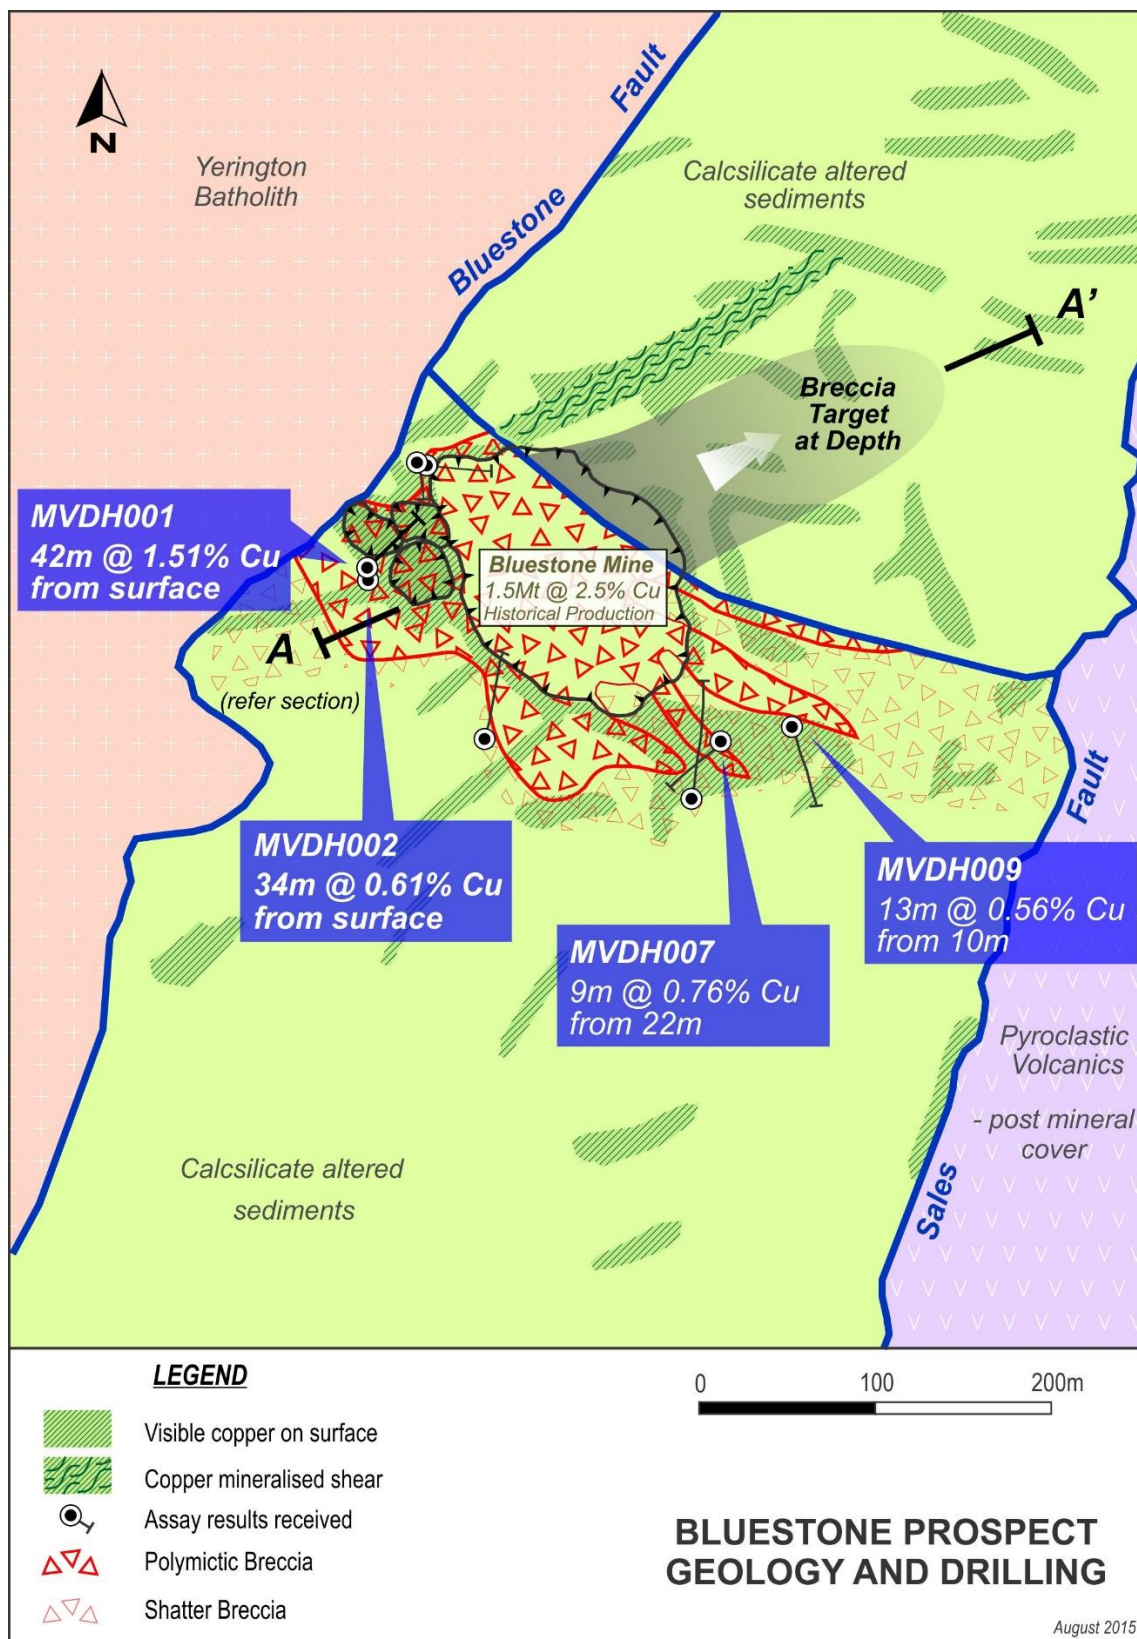 N
Yerington
Batholith
Bluestone
Fault
Calcsilicate altered
sediments
A'
Breccia
Target
at Depth
MVDH001
42m @ 1.51% Cu
from surface
Bluestone Mine
1.5Mt @ 2.5% Cu
Historical Production
A
(refer section)
MVDH002
34m @ 0.61% Cu
from surface
MVDH007
9m @ 0.76% Cu
from 22m
MVDH009
13m @ 0.56% Cu
from 10m
Sales
Fault
Pyroclastic
Volcanics
- post mineral
cover
Calcsilicate altered
sediments
LEGEND
Visible copper on surface
Copper mineralised shear
Assay results received
Polymictic Breccia
Shatter Breccia
0 100 200m
BLUESTONE PROSPECT
GEOLOGY AND DRILLING
August 2015